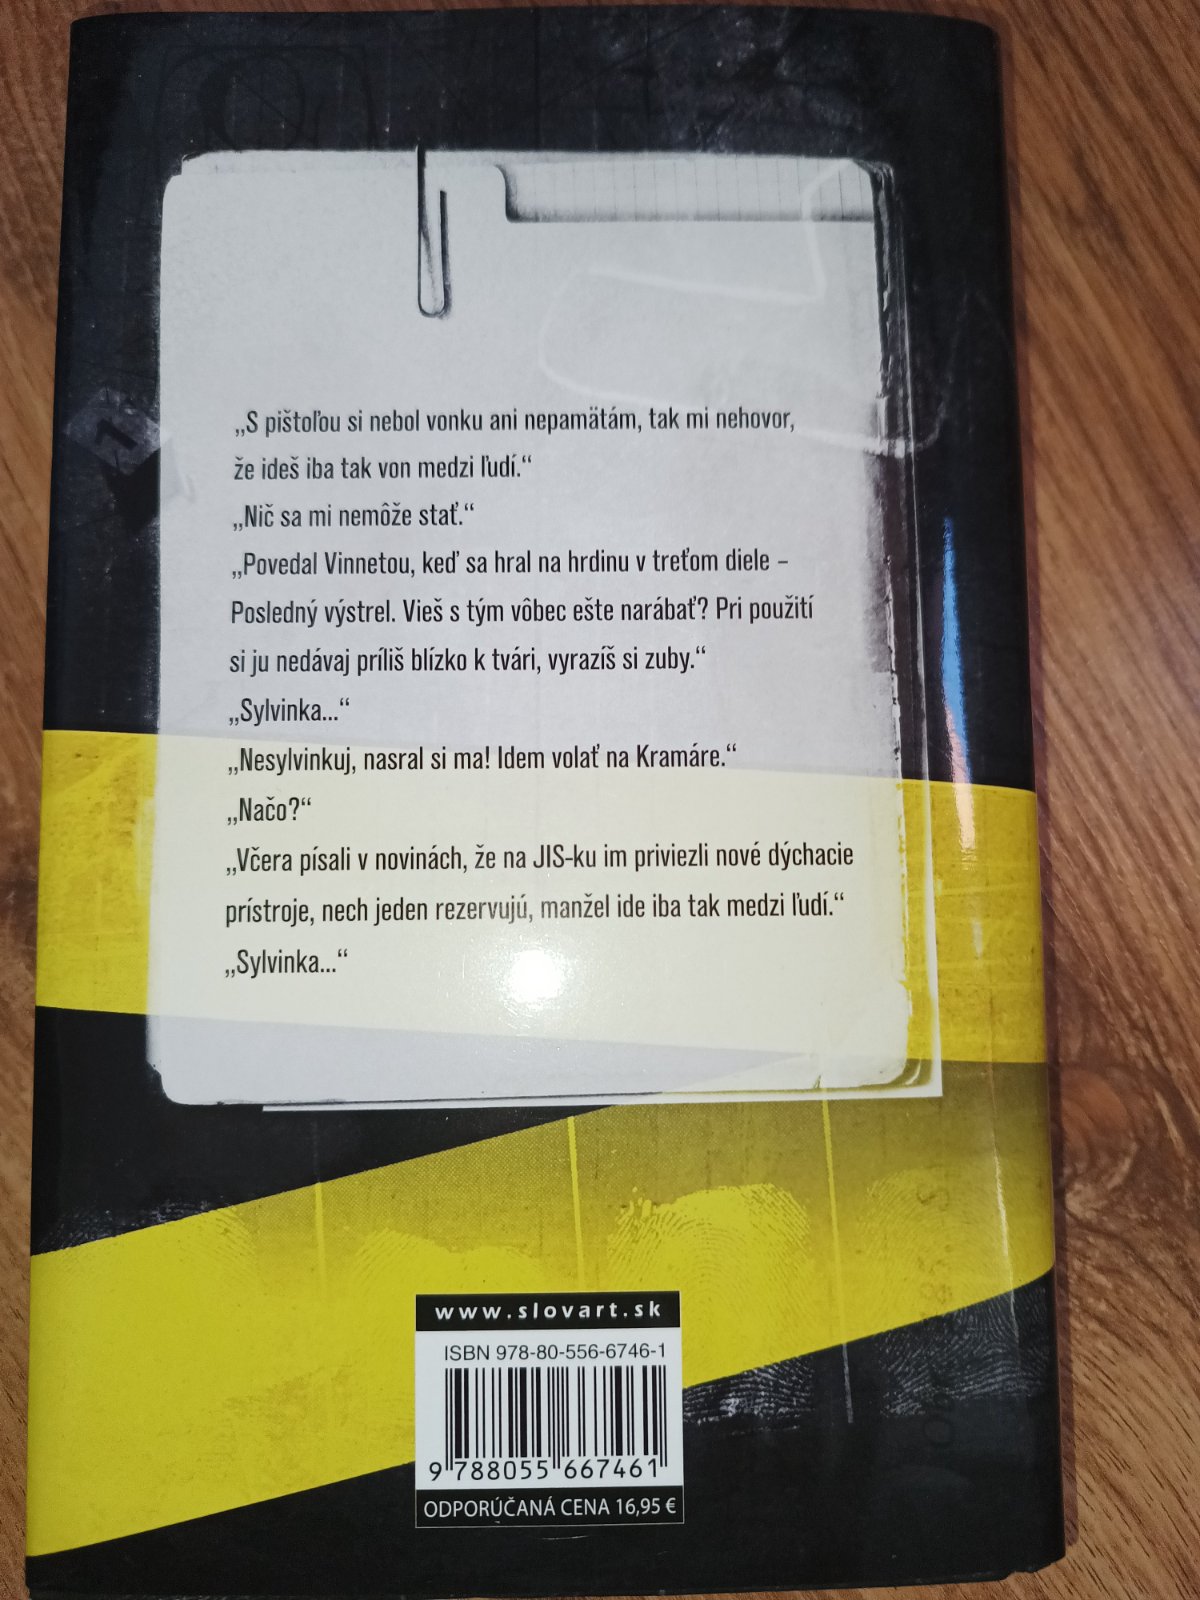 „S pištoľou si nebol vonku ani nepamätám, tak mi nehovor,
že ideš iba tak von medzi ľudí.“
„Nič sa mi nemôže stať.“
„Povedal Vinnetou, keď sa hral na hrdinu v treťom diele –
Posledný výstrel. Vieš s tým vôbec ešte narábať? Pri použití
si ju nedávaj príliš blízko k tvári, vyrazíš si zuby.“
„Sylvinka...“
„Nesylvinkuj, nasral si ma! Idem volať na Kramáre.“
„Načo?“
„Včera písali v novinách, že na JIS-ku im priviezli nové dýchacie
prístroje, nech jeden rezervujú, manžel ide iba tak medzi ľudí.“
„Sylvinka...“
www.slovart.sk
ISBN 978-80-556-6746-1
9 788055 667461
ODPORÚČANÁ CENA 16,95 €